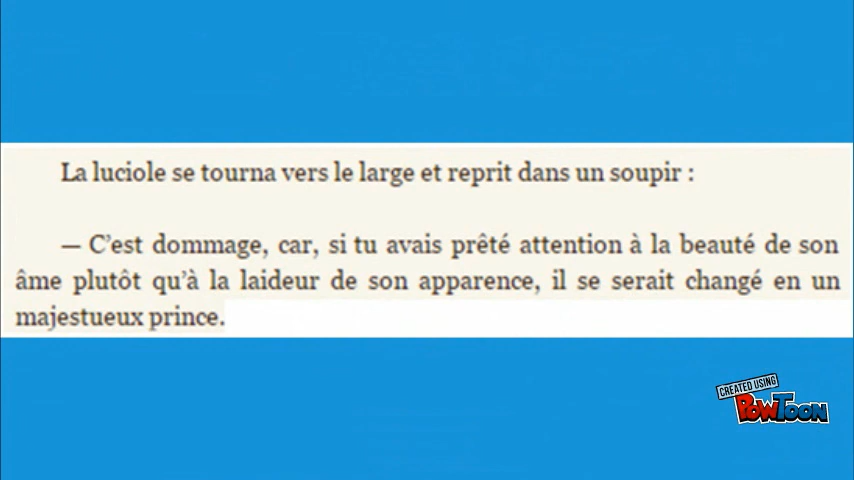 La luciole se tourna vers le large et reprit dans un soupir :
— C’est dommage, car, si tu avais prêté attention à la beauté de son
âme plutôt qu’à la laideur de son apparence, il se serait changé en un
majestueux prince.
CREATED USING
POWTOON